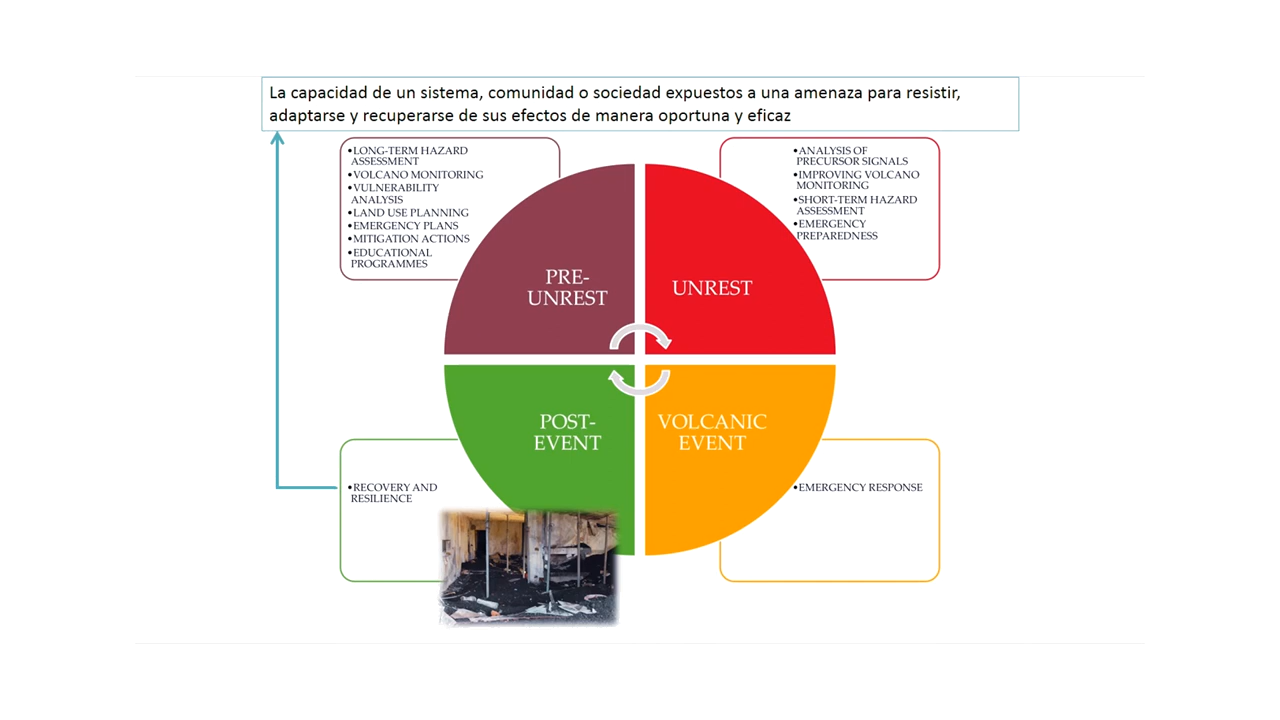 La capacidad de un sistema, comunidad o sociedad expuestos a una amenaza para resistir,
adaptarse y recuperarse de sus efectos de manera oportuna y eficaz
•LONG-TERM HAZARD
ASSESSMENT
•VOLCANO MONITORING
•VULNERABILITY
ANALYSIS
•LAND USE PLANNING
•EMERGENCY PLANS
•MITIGATION ACTIONS
•EDUCATIONAL
PROGRAMMES
•ANALYSIS OF
PRECURSOR SIGNALS
•IMPROVING VOLCANO
MONITORING
•SHORT-TERM HAZARD
ASSESSMENT
•EMERGENCY
PREPAREDNESS
PRE-
UNREST
UNREST
POST-
EVENT
VOLCANIC
EVENT
•RECOVERY AND
RESILIENCE
•EMERGENCY RESPONSE